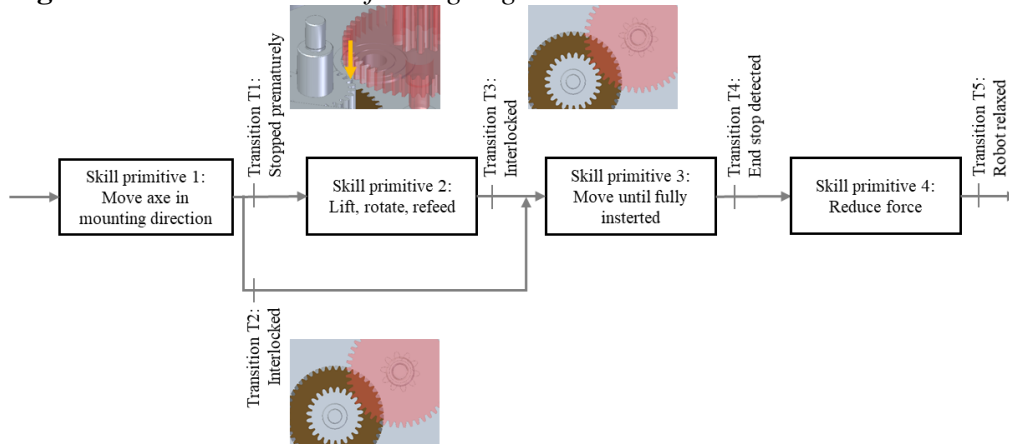 Transition T1:
Stopped prematurely
Transition T3:
Interlocked
Transition T4:
End stop detected
Transition T5:
Robot relaxed
Skill primitive 1:
Move axe in
mounting direction
Skill primitive 2:
Lift, rotate, refeed
Skill primitive 3:
Move until fully
insterted
Skill primitive 4:
Reduce force
Transition T2:
Interlocked